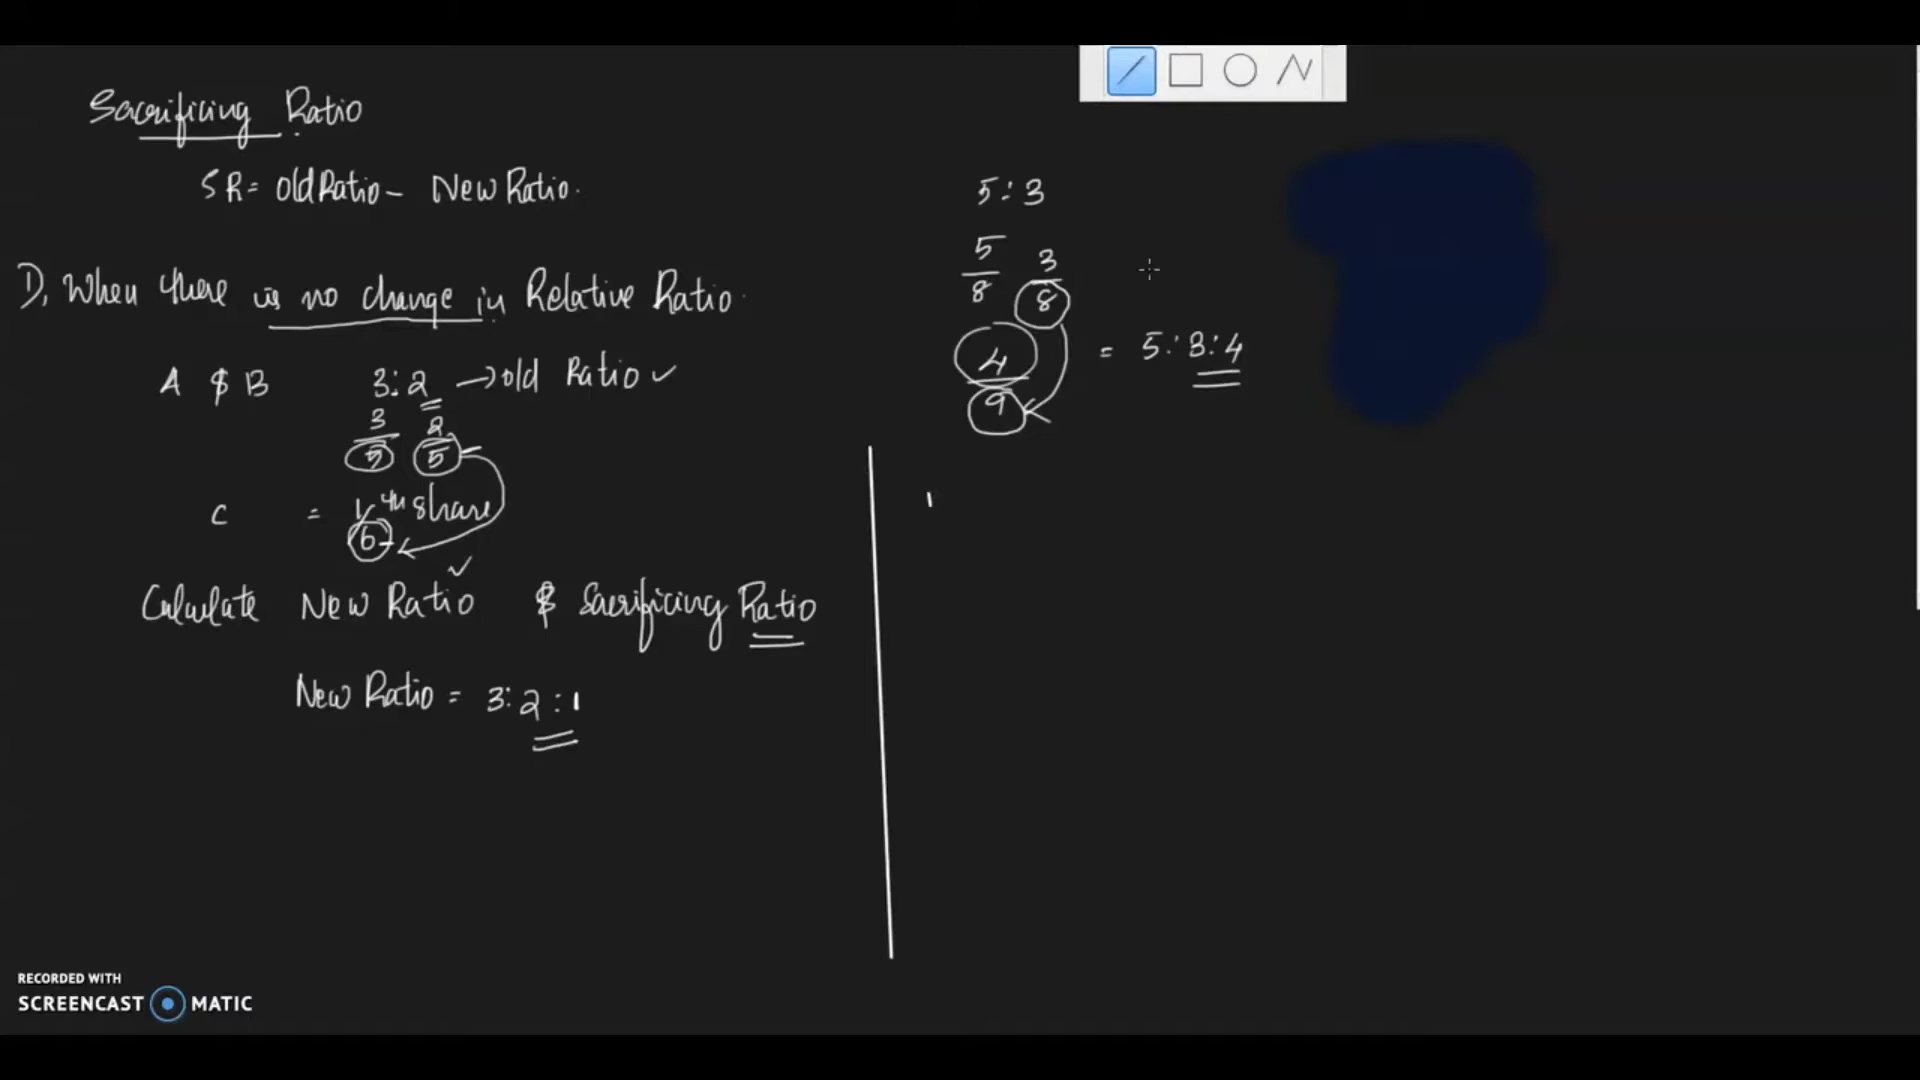 Sacrificing Ratio
SR = Old Ratio - New Ratio.
I), When there is no change in Relative Ratio.
A & B 3:2 → old Ratio ✓
3/5 2/5
C = 1/6 th share
Calculate New Ratio ✓ & Sacrificing Ratio
New Ratio = 3:2:1
5:3
5/8 3/8
4/9 = 5:3:4
1
RECORDED WITH
SCREENCAST MATIC